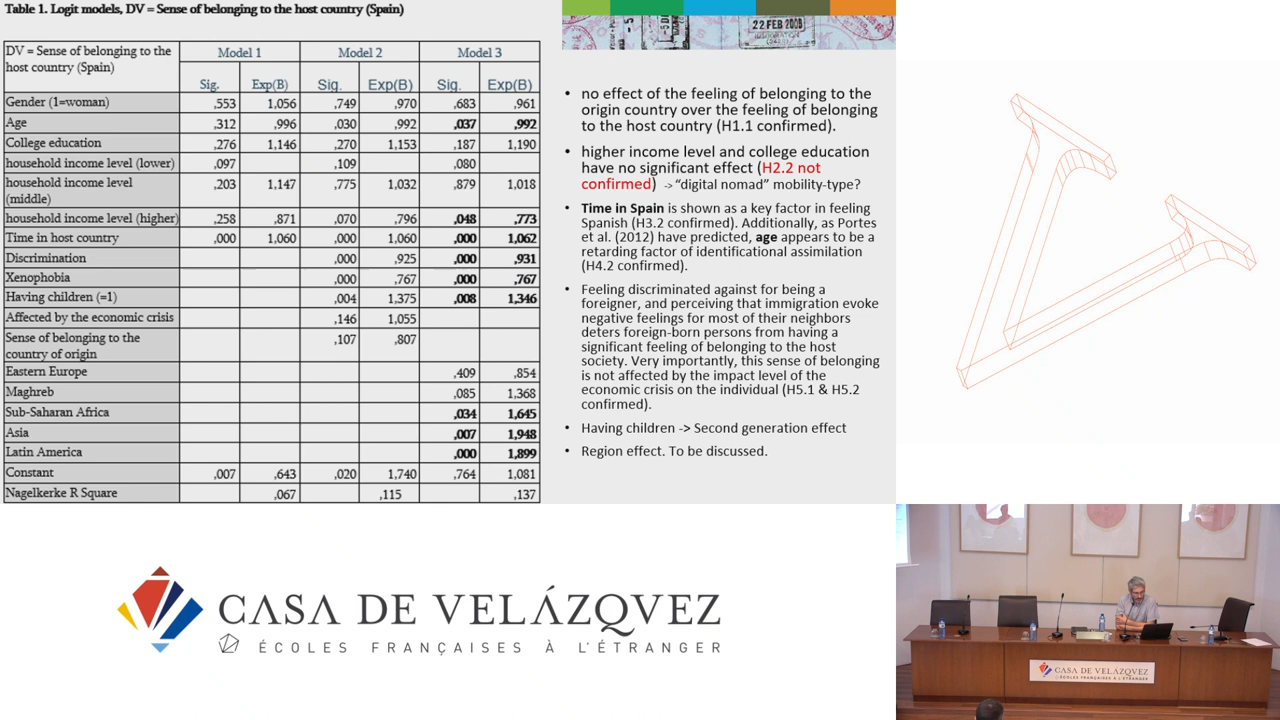 Table 1. Logit models, DV = Sense of belonging to the host country (Spain)
DV = Sense of belonging to the host country (Spain) Model 1 Model 2 Model 3
Sig. Exp(B) Sig. Exp(B) Sig. Exp(B)
Gender (1=woman) ,553 1,056 ,749 ,970 ,683 ,961
Age ,312 ,996 ,030 ,992 ,037 ,992
College education ,276 1,146 ,270 1,153 ,187 1,190
household income level (lower) ,097 ,109 ,080
household income level (middle) ,203 1,147 ,775 1,032 ,879 1,018
household income level (higher) ,258 ,871 ,070 ,796 ,048 ,773
Time in host country ,000 1,060 ,000 1,060 ,000 1,062
Discrimination ,000 ,925 ,000 ,931
Xenophobia ,000 ,767 ,000 ,767
Having children (=1) ,004 1,375 ,008 1,346
Affected by the economic crisis ,146 1,055
Sense of belonging to the country of origin ,107 ,807
Eastern Europe ,409 ,854
Maghreb ,085 1,368
Sub-Saharan Africa ,034 1,645
Asia ,007 1,948
Latin America ,000 1,899
Constant ,007 ,643 ,020 1,740 ,764 1,081
Nagelkerke R Square ,067 ,115 ,137
22 FEB 2008
• no effect of the feeling of belonging to the
origin country over the feeling of belonging
to the host country (H1.1 confirmed).
• higher income level and college education
have no significant effect (H2.2 not
confirmed) -> “digital nomad” mobility-type?
• Time in Spain is shown as a key factor in feeling
Spanish (H3.2 confirmed). Additionally, as Portes
et al. (2012) have predicted, age appears to be a
retarding factor of identificational assimilation
(H4.2 confirmed).
• Feeling discriminated against for being a
foreigner, and perceiving that immigration evoke
negative feelings for most of their neighbors
deters foreign-born persons from having a
significant feeling of belonging to the host
society. Very importantly, this sense of belonging
is not affected by the impact level of the
economic crisis on the individual (H5.1 & H5.2
confirmed).
• Having children -> Second generation effect
• Region effect. To be discussed.
CASA DE VELÁZQVEZ
ÉCOLES FRANÇAISES À L'ÉTRANGER
CASA DE VELÁZQVEZ
ÉCOLES FRANÇAISES À L'ÉTRANGER